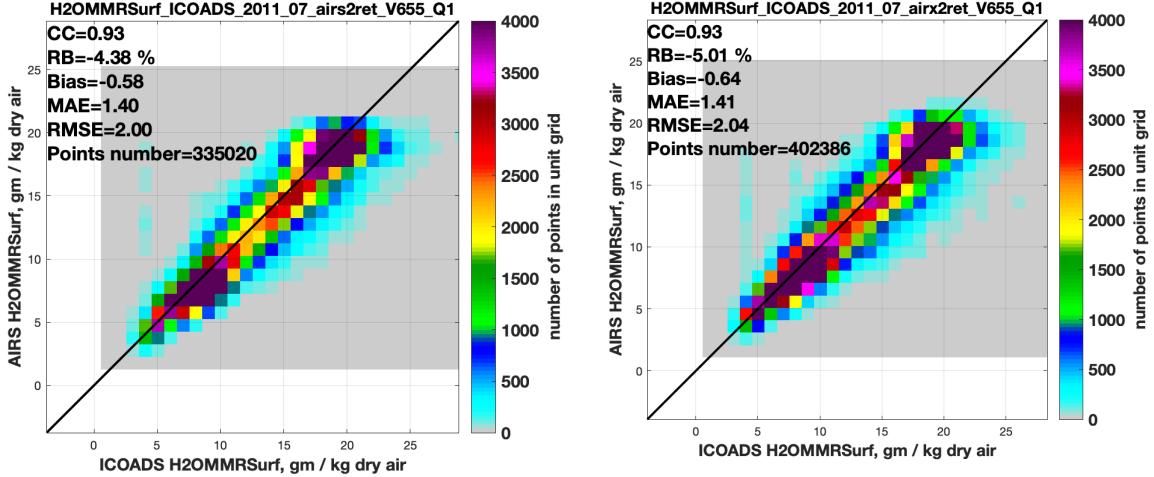 H2OMMRSurf_ICOADS_2011_07_airs2ret_V655_Q1
CC=0.93
RB=-4.38 %
Bias=-0.58
MAE=1.40
RMSE=2.00
Points number=335020
AIRS H2OMMRSurf, gm / kg dry air
25
20
15
10
5
0
0
5
10
15
20
25
ICOADS H2OMMRSurf, gm / kg dry air
4000
3500
3000
2500
2000
1500
1000
500
0
number of points in unit grid
H2OMMRSurf_ICOADS_2011_07_airx2ret_V655_Q1
CC=0.93
RB=-5.01 %
Bias=-0.64
MAE=1.41
RMSE=2.04
Points number=402386
AIRS H2OMMRSurf, gm / kg dry air
25
20
15
10
5
0
0
5
10
15
20
25
ICOADS H2OMMRSurf, gm / kg dry air
4000
3500
3000
2500
2000
1500
1000
500
0
number of points in unit grid